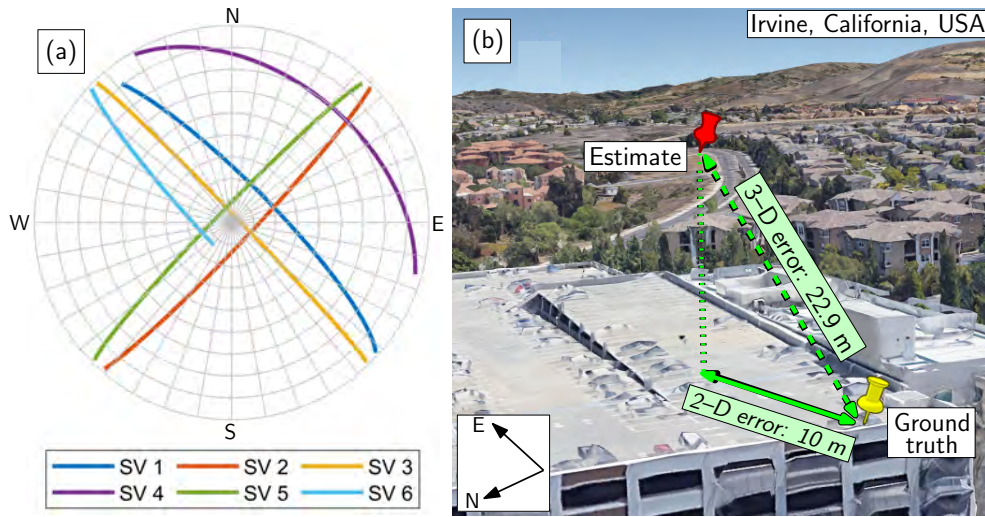 (a)
N
W
E
S
SV 1
SV 2
SV 3
SV 4
SV 5
SV 6
(b)
Irvine, California, USA
Estimate
3–D error: 22.9 m
2–D error: 10 m
Ground
truth
E
N